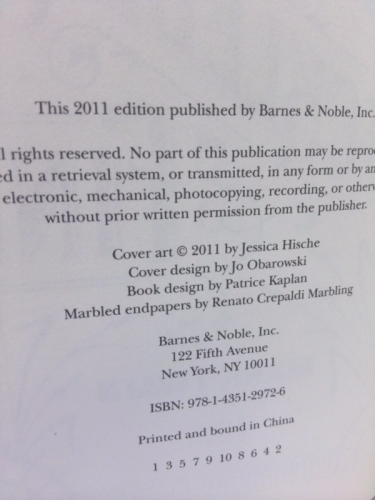 This 2011 edition published by Barnes & Noble, Inc.
l rights reserved. No part of this publication may be repro
ed in a retrieval system, or transmitted, in any form or by an
electronic, mechanical, photocopying, recording, or otherw
without prior written permission from the publisher.
Cover art © 2011 by Jessica Hische
Cover design by Jo Obarowski
Book design by Patrice Kaplan
Marbled endpapers by Renato Crepaldi Marbling
Barnes & Noble, Inc.
122 Fifth Avenue
New York, NY 10011
ISBN: 978-1-4351-2972-6
Printed and bound in China
1 3 5 7 9 10 8 6 4 2